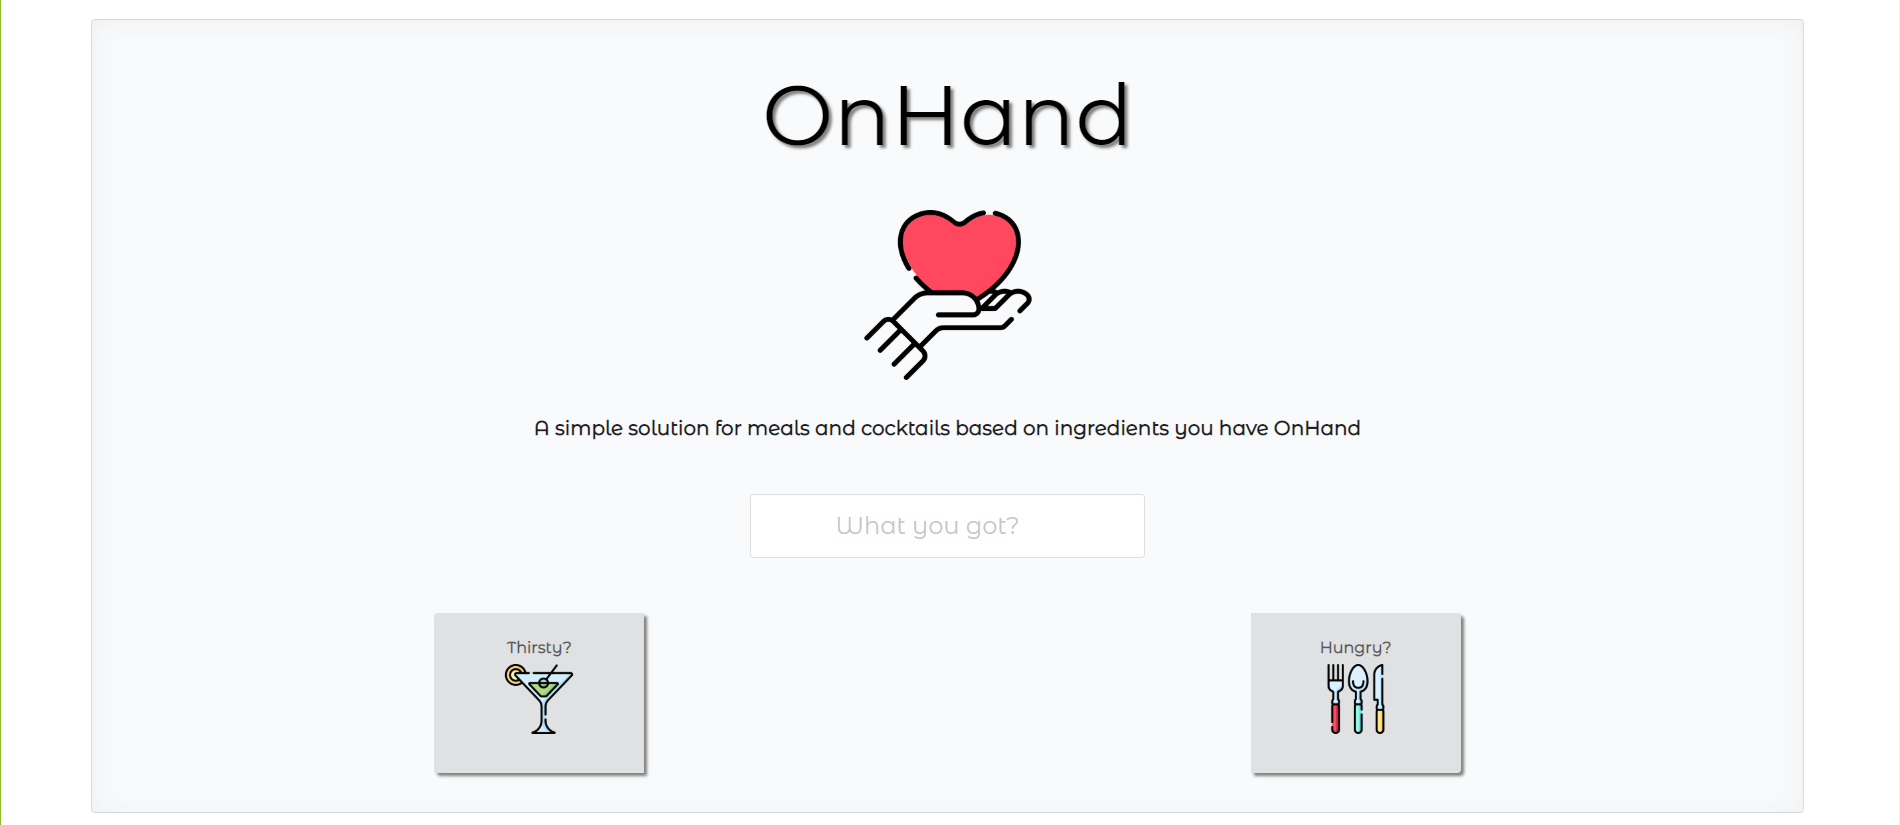 OnHand
A simple solution for meals and cocktails based on ingredients you have OnHand
What you got?
Thirsty?
Hungry?